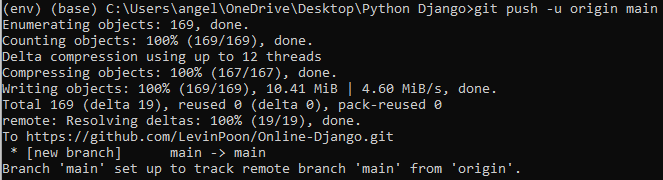 (env) (base) C:\Users\angel\OneDrive\Desktop\Python Django>git push -u origin main
Enumerating objects: 169, done.
Counting objects: 100% (169/169), done.
Delta compression using up to 12 threads
Compressing objects: 100% (167/167), done.
Writing objects: 100% (169/169), 10.41 MiB | 4.60 MiB/s, done.
Total 169 (delta 19), reused 0 (delta 0), pack-reused 0
remote: Resolving deltas: 100% (19/19), done.
To https://github.com/LevinPoon/Online-Django.git
 * [new branch]      main -> main
Branch 'main' set up to track remote branch 'main' from 'origin'.